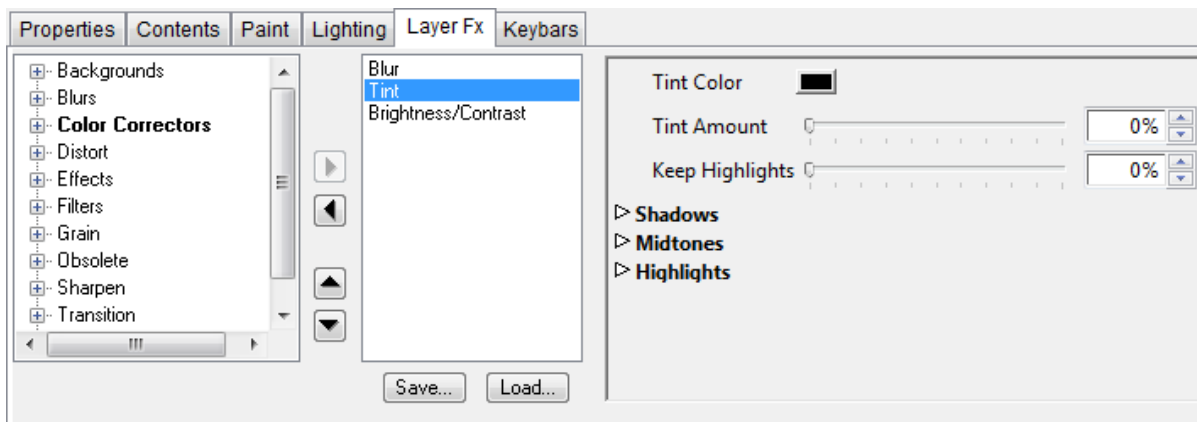 Properties Contents Paint Lighting Layer Fx Keybars
Backgrounds
Blurs
Color Correctors
Distort
Effects
Filters
Grain
Obsolete
Sharpen
Transition
Blur
Tint
Brightness/Contrast
Save... Load...
Tint Color
Tint Amount 0%
Keep Highlights 0%
Shadows
Midtones
Highlights